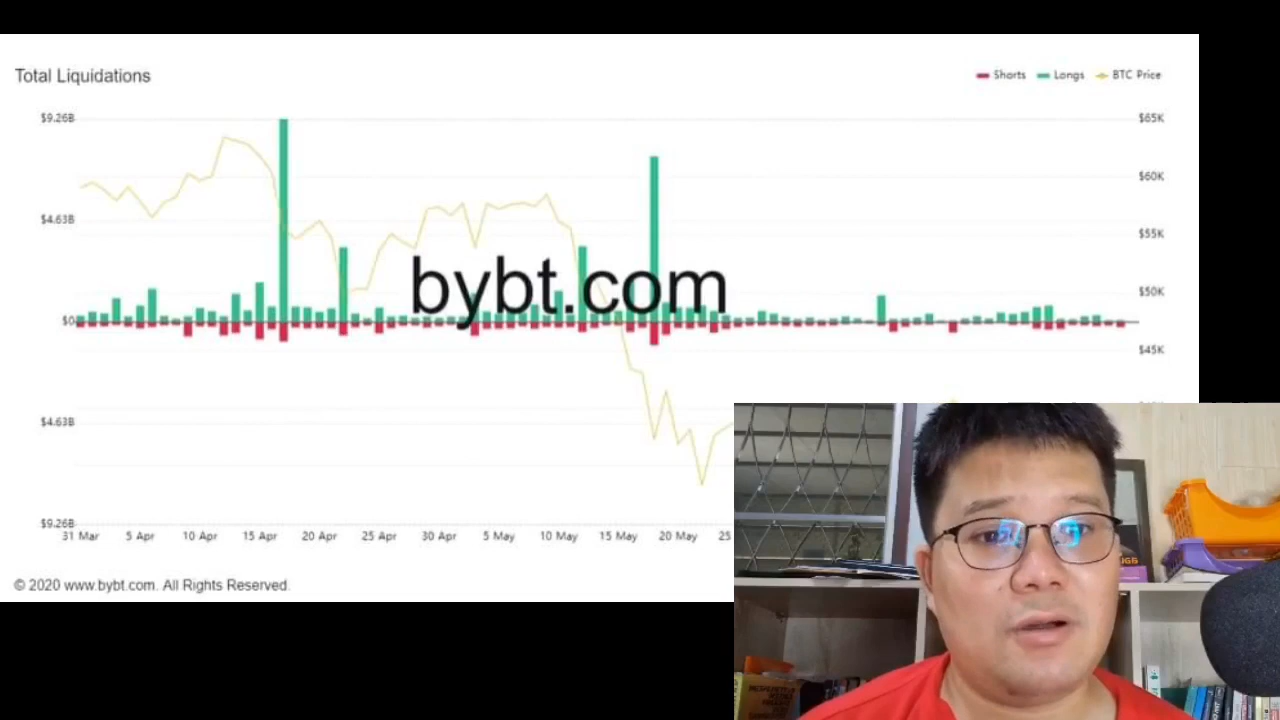 Total Liquidations
Shorts Longs BTC Price
$9.26B
$4.63B
$0
$4.63B
$9.26B
$65K
$60K
$55K
$50K
$45K
bybt.com
31 Mar 5 Apr 10 Apr 15 Apr 20 Apr 25 Apr 30 Apr 5 May 10 May 15 May 20 May 25
© 2020 www.bybt.com. All Rights Reserved.